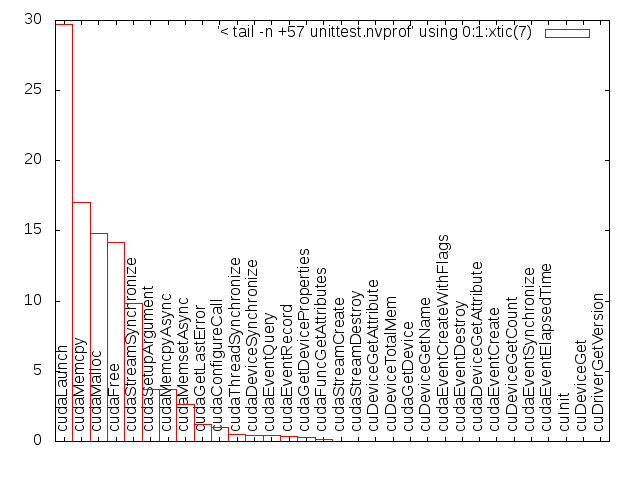 '< tail -n +57 unittest.nvprof' using 0:1:xtic(7)
30
25
20
15
10
5
0
cudaLaunch
cudaMemcpy
cudaMalloc
cudaFree
cudaStreamSynchronize
cudaSetupArgument
cudaMemcpyAsync
cudaMemsetAsync
cudaGetLastError
cudaConfigureCall
cudaThreadSynchronize
cudaDeviceSynchronize
cudaEventQuery
cudaEventRecord
cudaGetDeviceProperties
cudaFuncGetAttributes
cudaStreamCreate
cudaStreamDestroy
cuDeviceGetAttribute
cuDeviceTotalMem
cudaGetDevice
cuDeviceGetName
cudaEventCreateWithFlags
cudaEventDestroy
cudaDeviceGetAttribute
cudaEventCreate
cuDeviceGetCount
cudaEventSynchronize
cudaEventElapsedTime
cuInit
cuDeviceGet
cuDriverGetVersion